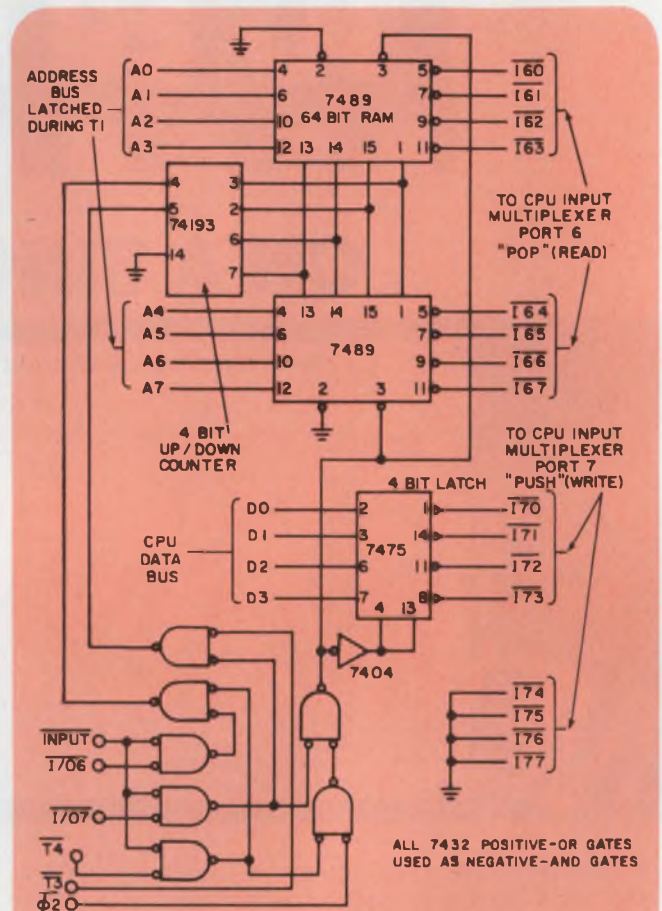 ADDRESS
BUS
LATCHED
DURING T1
A0
A1
A2
A3
4
6
10
12
2
3
7489
64 BIT RAM
13 14 15 1
5
7
9
11
I60
I61
I62
I63
TO CPU INPUT
MULTIPLEXER
PORT 6
"POP" (READ)
4
5
74193
14
3
2
6
7
A4
A5
A6
A7
4
6
10
12
13 14 15 1
7489
2
3
5
7
9
11
I64
I65
I66
I67
4 BIT
UP/DOWN
COUNTER
TO CPU INPUT
MULTIPLEXER
PORT 7
"PUSH" (WRITE)
4 BIT LATCH
CPU
DATA
BUS
D0
D1
D2
D3
2
3
6
7
7475
4 13
1
14
11
8
I70
I71
I72
I73
7404
I74
I75
I76
I77
INPUT
I/06
I/07
T4
T3
Φ2
ALL 7432 POSITIVE-OR GATES
USED AS NEGATIVE-AND GATES